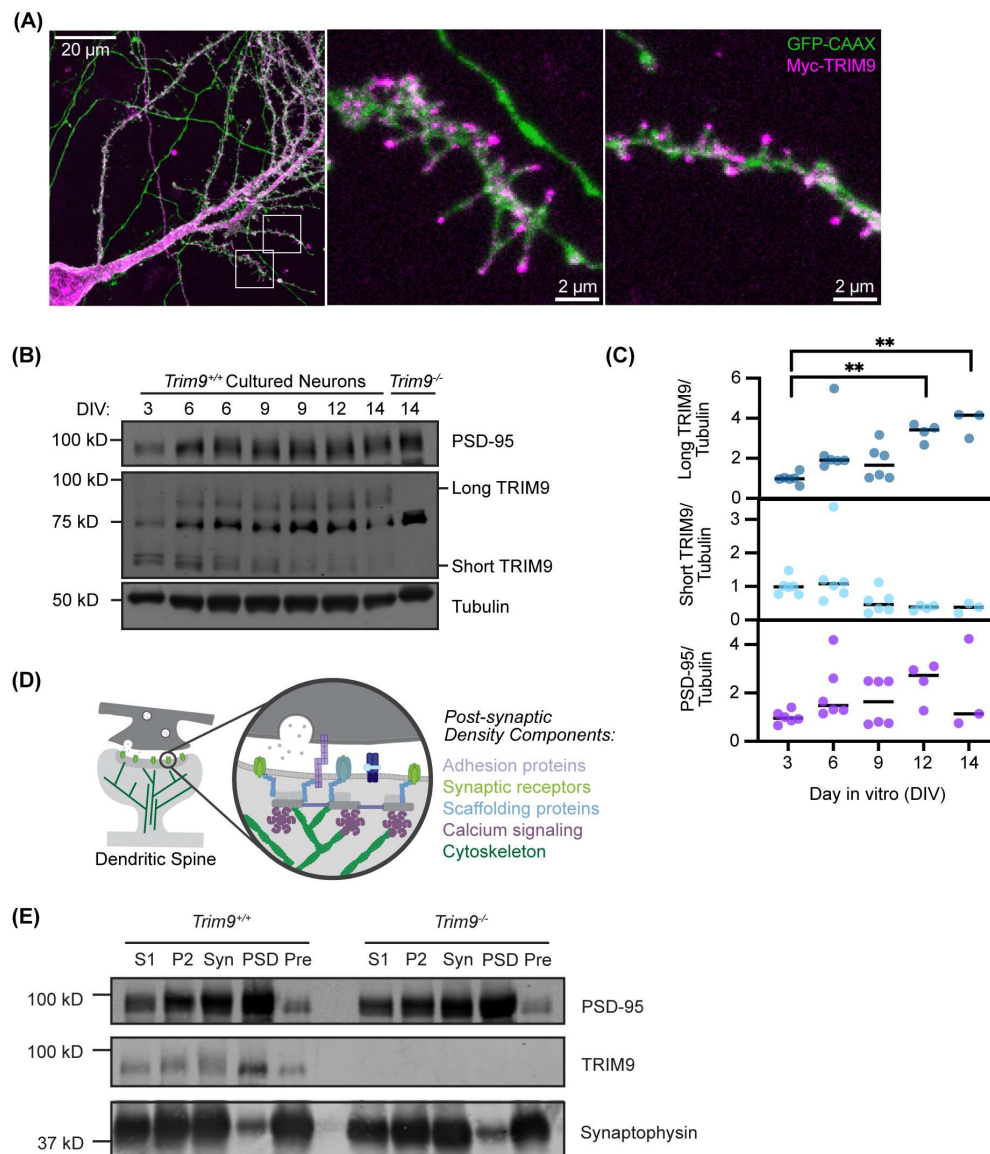 (A)
20 µm
GFP-CAAX
Myc-TRIM9
2 µm
2 µm
(B)
Trim9+/+ Cultured Neurons Trim9-/-
DIV: 3 6 6 9 9 12 14 14
100 kD
PSD-95
100 kD
Long TRIM9
75 kD
Short TRIM9
50 kD
Tubulin
(C)
**
**
Long TRIM9/
Tubulin
6
4
2
0
Short TRIM9/
Tubulin
3
2
1
0
PSD-95/
Tubulin
4
2
0
3 6 9 12 14
Day in vitro (DIV)
(D)
Dendritic Spine
Post-synaptic
Density Components:
Adhesion proteins
Synaptic receptors
Scaffolding proteins
Calcium signaling
Cytoskeleton
(E)
Trim9+/+ Trim9-/-
S1 P2 Syn PSD Pre S1 P2 Syn PSD Pre
100 kD
PSD-95
100 kD
TRIM9
37 kD
Synaptophysin